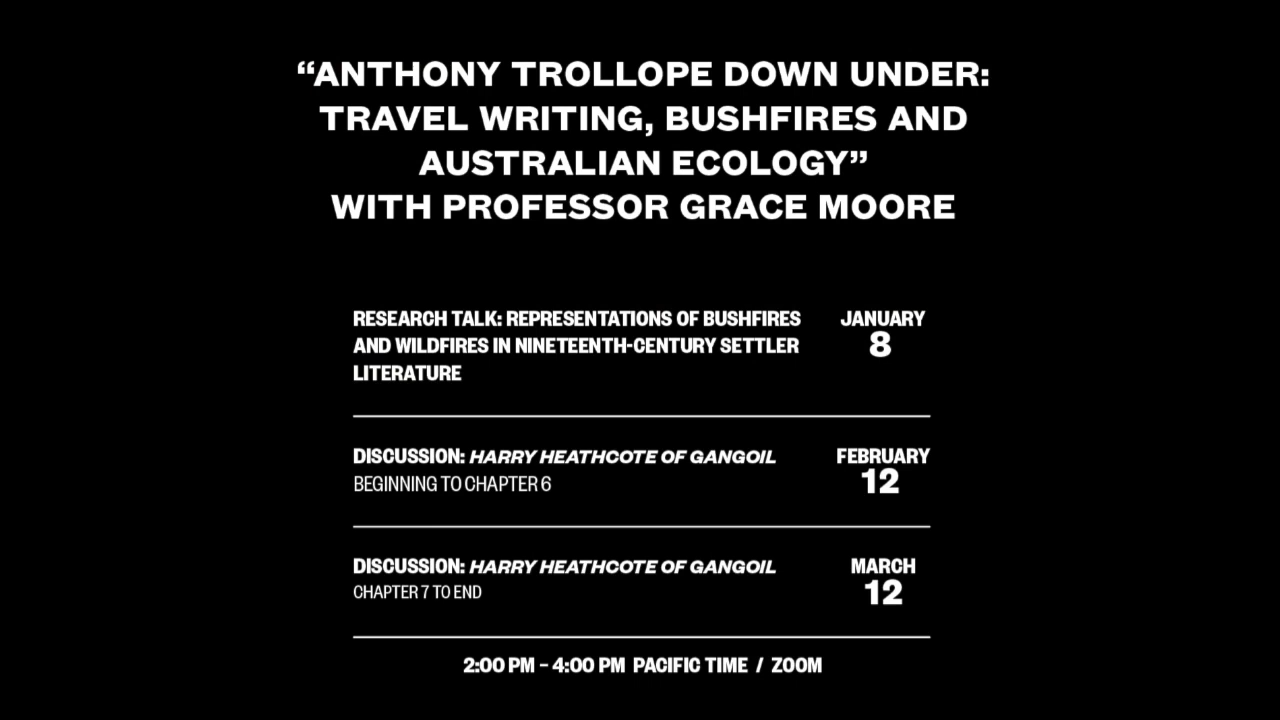 “ANTHONY TROLLOPE DOWN UNDER:
TRAVEL WRITING, BUSHFIRES AND
AUSTRALIAN ECOLOGY”
WITH PROFESSOR GRACE MOORE
RESEARCH TALK: REPRESENTATIONS OF BUSHFIRES
AND WILDFIRES IN NINETEENTH-CENTURY SETTLER
LITERATURE
JANUARY
8
DISCUSSION: HARRY HEATHCOTE OF GANGOIL
BEGINNING TO CHAPTER 6
FEBRUARY
12
DISCUSSION: HARRY HEATHCOTE OF GANGOIL
CHAPTER 7 TO END
MARCH
12
2:00 PM – 4:00 PM PACIFIC TIME / ZOOM